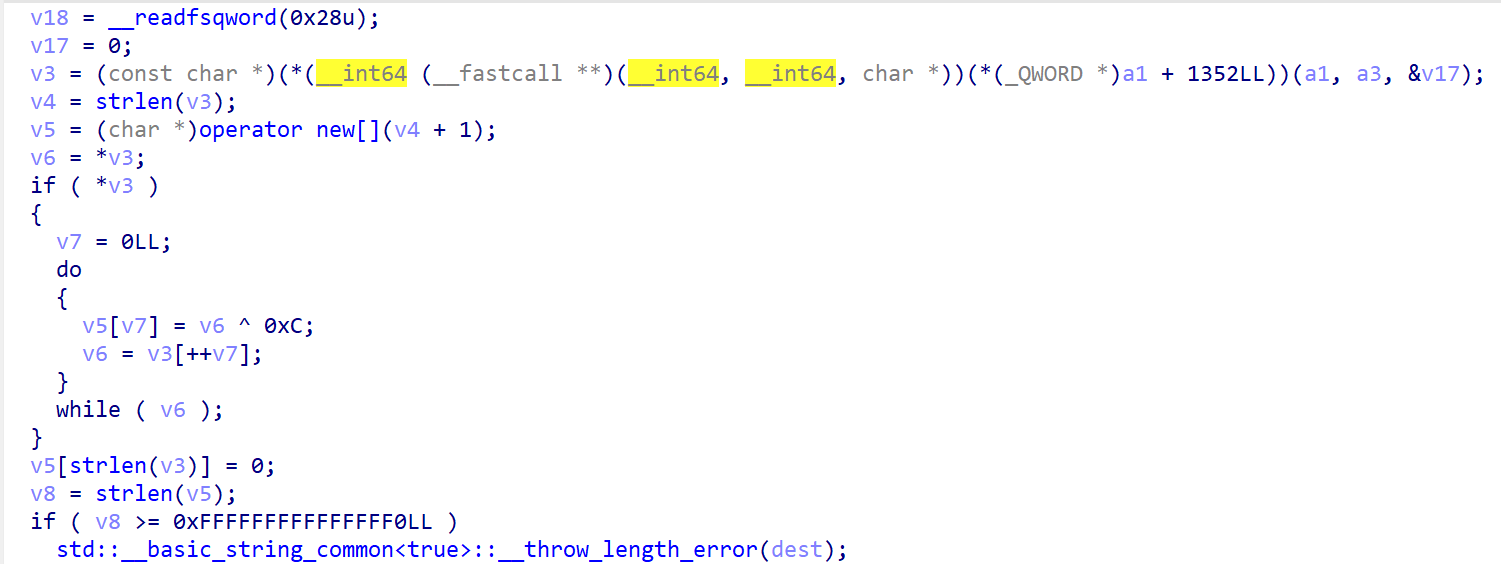 v18 = __readfsqword(0x28u);
v17 = 0;
v3 = (const char *)(*(__int64 (__fastcall **)(__int64, __int64, char *))(*(_QWORD *)a1 + 1352LL))(a1, a3, &v17);
v4 = strlen(v3);
v5 = (char *)operator new[](v4 + 1);
v6 = *v3;
if ( *v3 )
{
  v7 = 0LL;
  do
  {
    v5[v7] = v6 ^ 0xC;
    v6 = v3[++v7];
  }
  while ( v6 );
}
v5[strlen(v3)] = 0;
v8 = strlen(v5);
if ( v8 >= 0xFFFFFFFFFFFFFFF0LL )
  std::__basic_string_common<true>::__throw_length_error(dest);